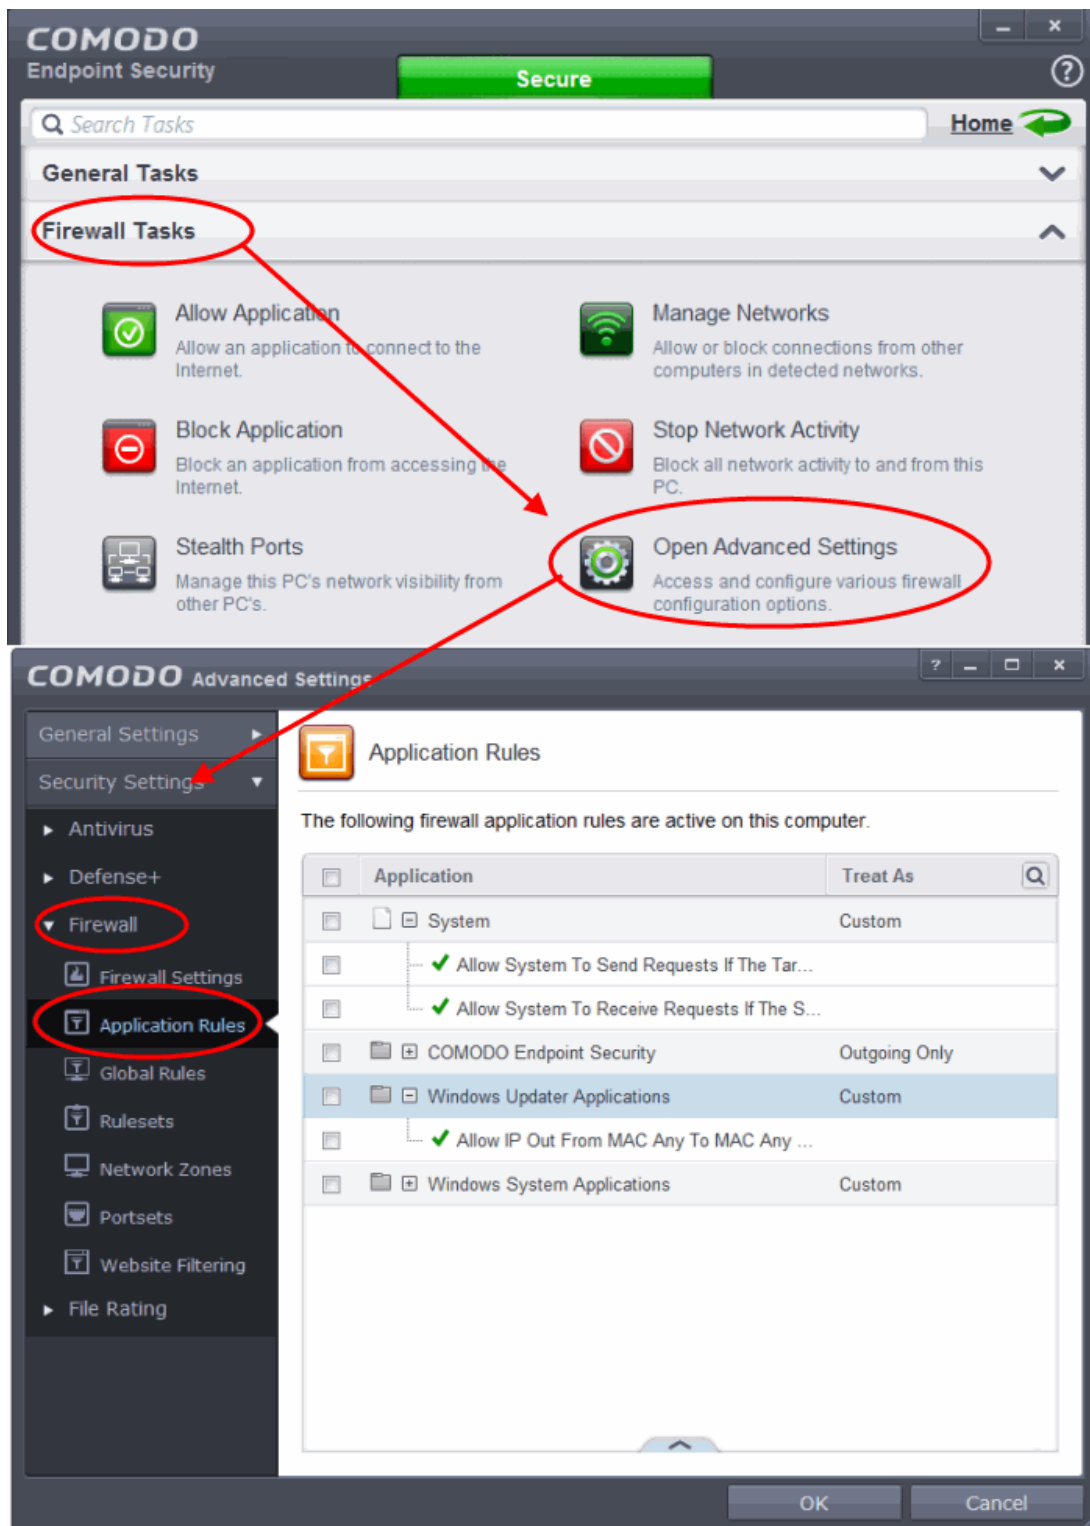 COMODO
Endpoint Security
Secure
?
Search Tasks
Home
General Tasks
Firewall Tasks
Allow Application
Allow an application to connect to the
Internet.
Manage Networks
Allow or block connections from other
computers in detected networks.
Block Application
Block an application from accessing the
Internet.
Stop Network Activity
Block all network activity to and from this
PC.
Stealth Ports
Manage this PC's network visibility from
other PC's.
Open Advanced Settings
Access and configure various firewall
configuration options.
COMODO Advanced Settings
?
General Settings
Security Settings
Antivirus
Defense+
Firewall
Firewall Settings
Application Rules
Global Rules
Rulesets
Network Zones
Portsets
Website Filtering
File Rating
Application Rules
The following firewall application rules are active on this computer.
Application Treat As
System Custom
Allow System To Send Requests If The Tar...
Allow System To Receive Requests If The S...
COMODO Endpoint Security Outgoing Only
Windows Updater Applications Custom
Allow IP Out From MAC Any To MAC Any ...
Windows System Applications Custom
OK Cancel